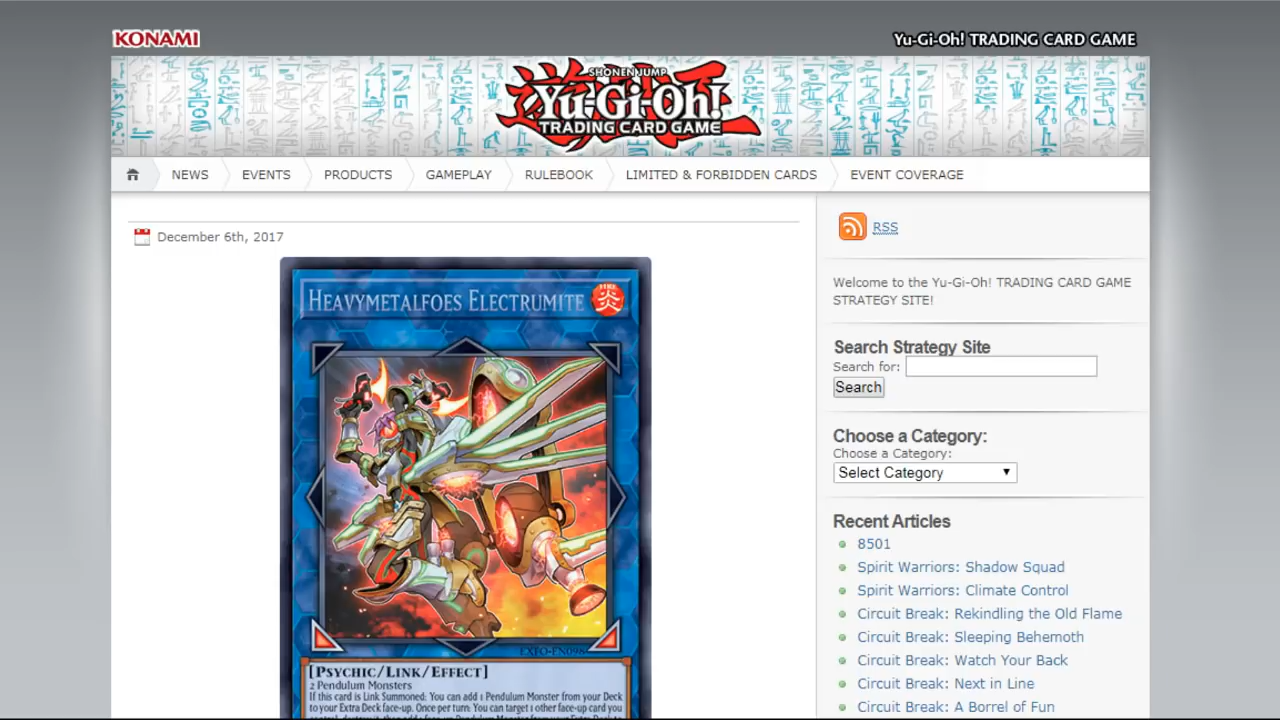 KONAMI
Yu-Gi-Oh! TRADING CARD GAME
SHONEN JUMP
Yu-Gi-Oh!
TRADING CARD GAME
NEWS
EVENTS
PRODUCTS
GAMEPLAY
RULEBOOK
LIMITED & FORBIDDEN CARDS
EVENT COVERAGE
December 6th, 2017
HEAVYMETALFOES ELECTRUMITE
FIRE
炎
EXFO-EN098
[PSYCHIC/LINK/EFFECT]
2 Pendulum Monsters
If this card is Link Summoned: You can add 1 Pendulum Monster from your Deck
to your Extra Deck face-up. Once per turn: You can target 1 other face-up card you
RSS
Welcome to the Yu-Gi-Oh! TRADING CARD GAME
STRATEGY SITE!
Search Strategy Site
Search for:
Search
Choose a Category:
Choose a Category:
Select Category
Recent Articles
8501
Spirit Warriors: Shadow Squad
Spirit Warriors: Climate Control
Circuit Break: Rekindling the Old Flame
Circuit Break: Sleeping Behemoth
Circuit Break: Watch Your Back
Circuit Break: Next in Line
Circuit Break: A Borrel of Fun